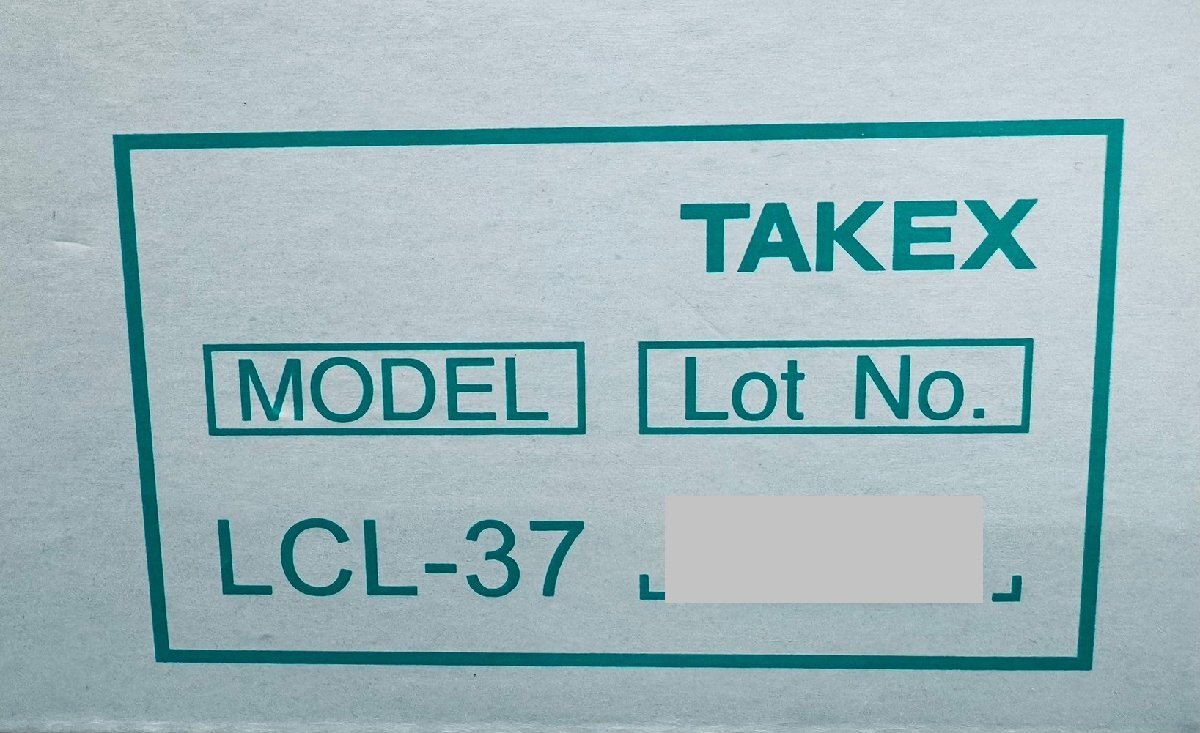 TAKEX
MODEL Lot No.
LCL-37